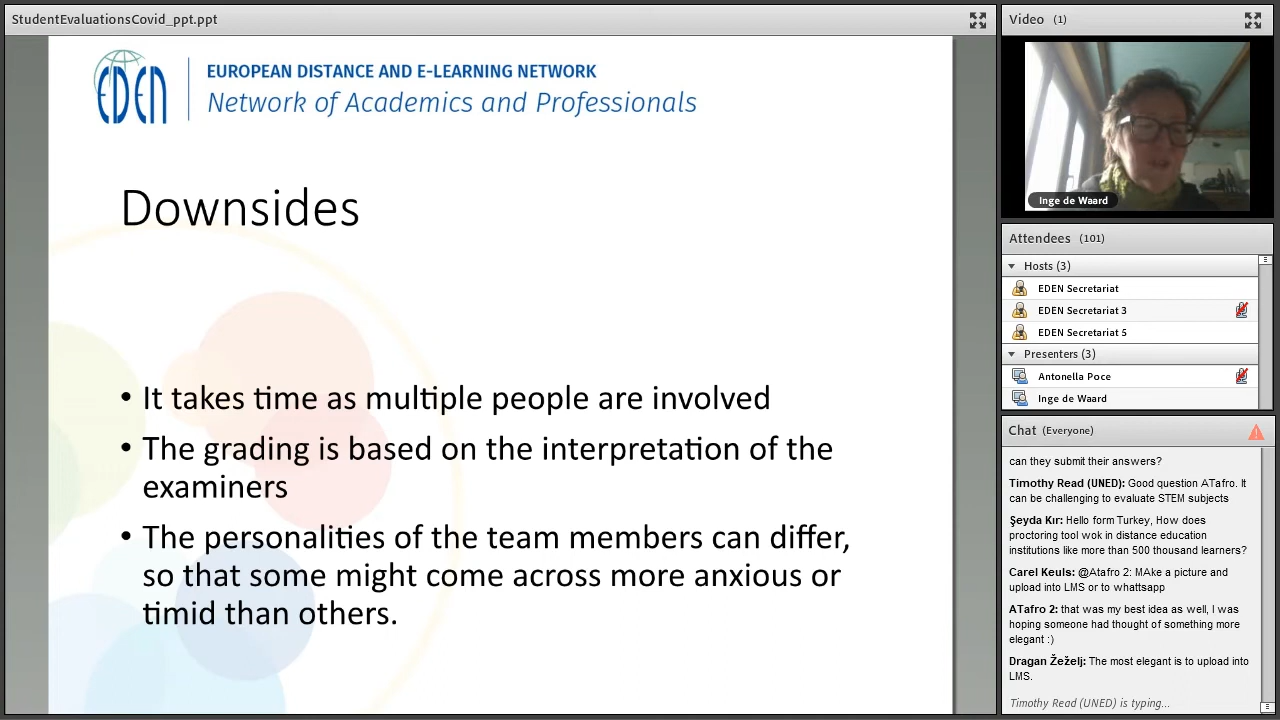 StudentEvaluationsCovid_ppt.ppt
EDEN
EUROPEAN DISTANCE AND E-LEARNING NETWORK
Network of Academics and Professionals
Downsides
• It takes time as multiple people are involved
• The grading is based on the interpretation of the
examiners
• The personalities of the team members can differ,
so that some might come across more anxious or
timid than others.
Video (1)
Inge de Waard
Attendees (101)
Hosts (3)
EDEN Secretariat
EDEN Secretariat 3
EDEN Secretariat 5
Presenters (3)
Antonella Poce
Inge de Waard
Chat (Everyone)
can they submit their answers?
Timothy Read (UNED): Good question ATafro. It
can be challenging to evaluate STEM subjects
Şeyda Kır: Hello form Turkey, How does
proctoring tool wok in distance education
institutions like more than 500 thousand learners?
Carel Keuls: @Atafro 2: MAke a picture and
upload into LMS or to whattsapp
ATafro 2: that was my best idea as well, I was
hoping someone had thought of something more
elegant :)
Dragan Žeželj: The most elegant is to upload into
LMS.
Timothy Read (UNED) is typing...